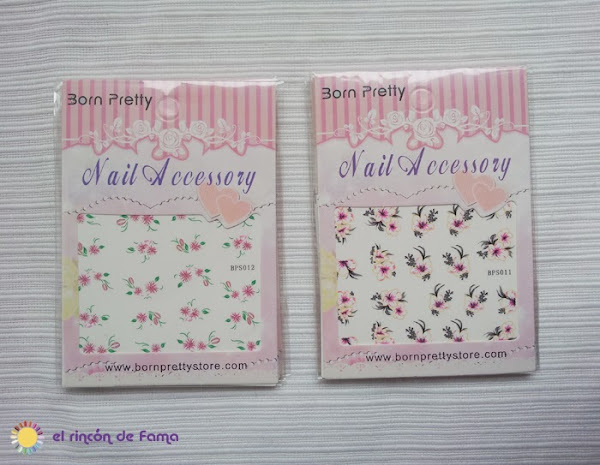 Born Pretty
Nail Accessory
BPS012
www.bornprettystore.com
Born Pretty
Nail Accessory
BPS011
www.bornprettystore.com
el rincón de Fama